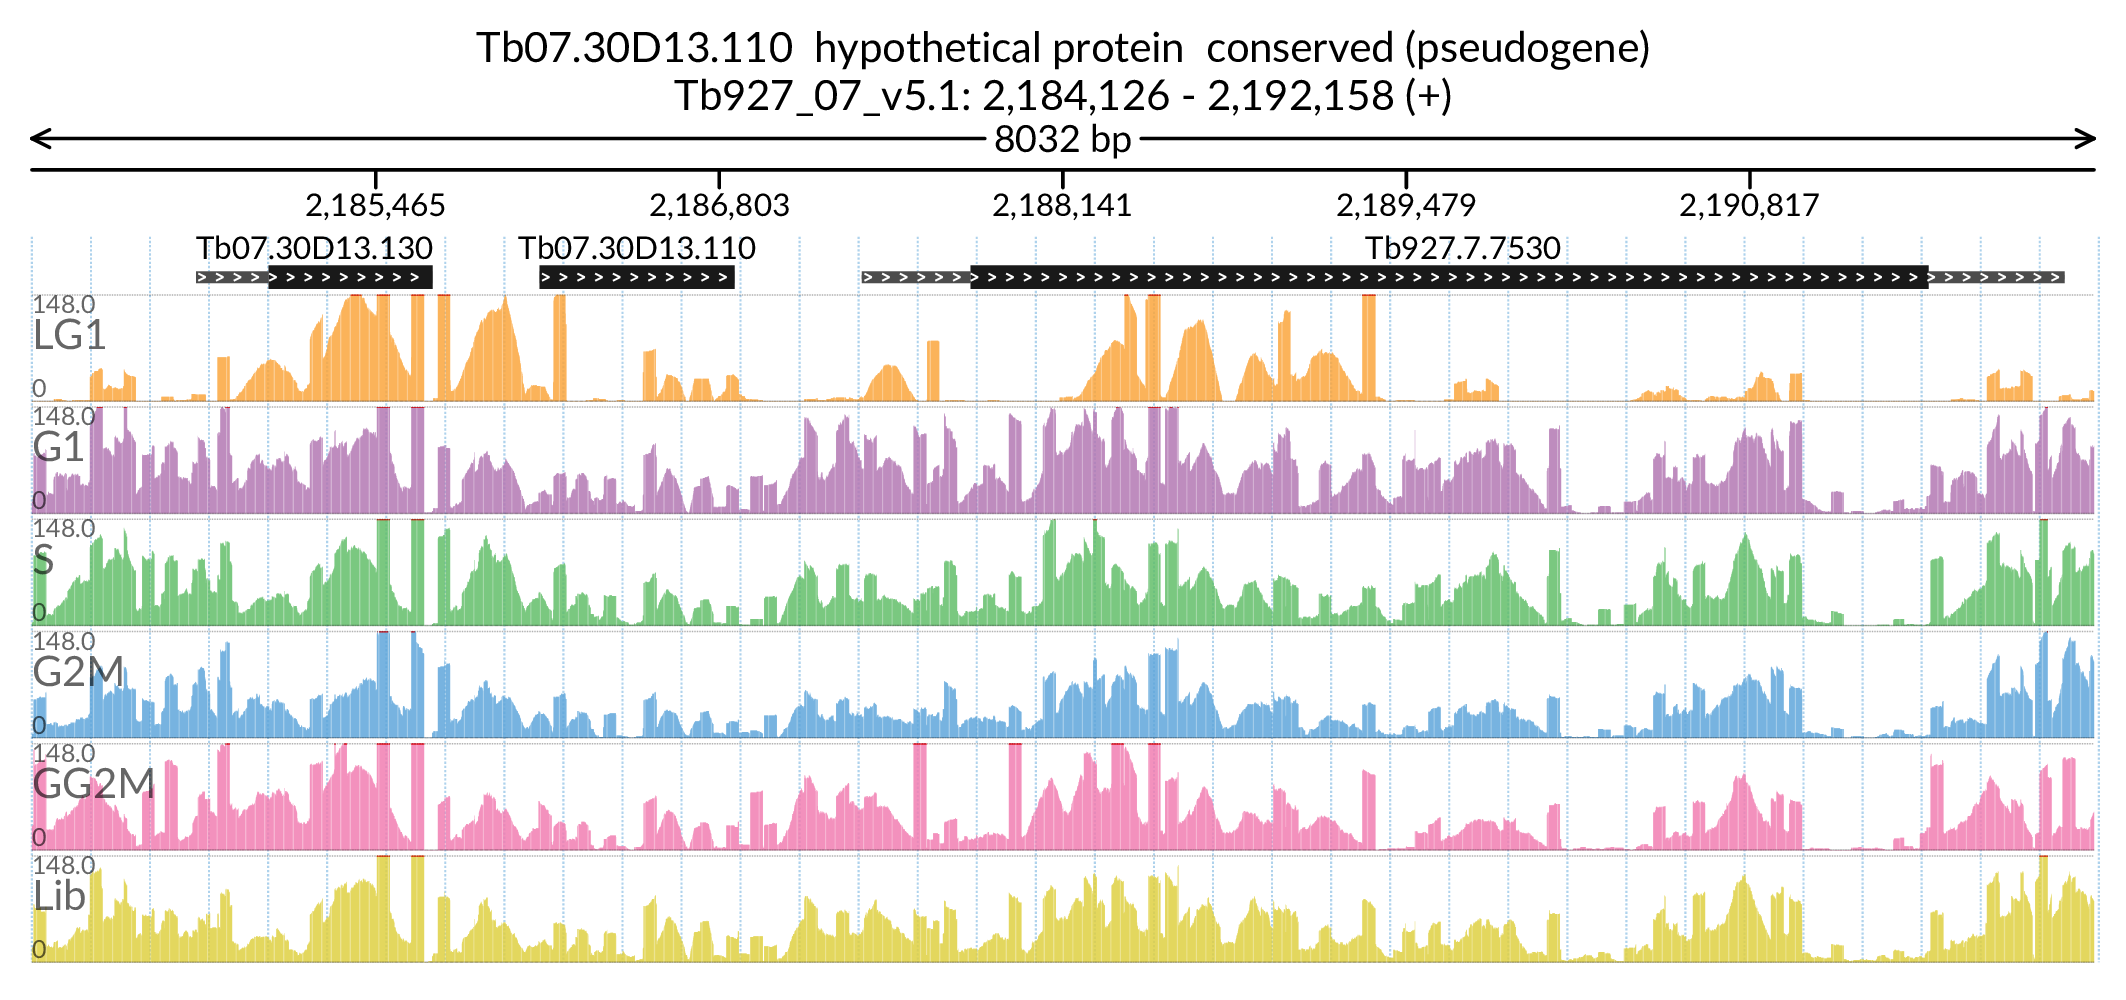 Tb07.30D13.110 hypothetical protein conserved (pseudogene)
Tb927_07_v5.1: 2,184,126 - 2,192,158 (+)
8032 bp
2,185,465 2,186,803 2,188,141 2,189,479 2,190,817
Tb07.30D13.130 Tb07.30D13.110 Tb927.7.7530
148.0
LG1
0
148.0
G1
0
148.0
S
0
148.0
G2M
0
148.0
GG2M
0
148.0
Lib
0